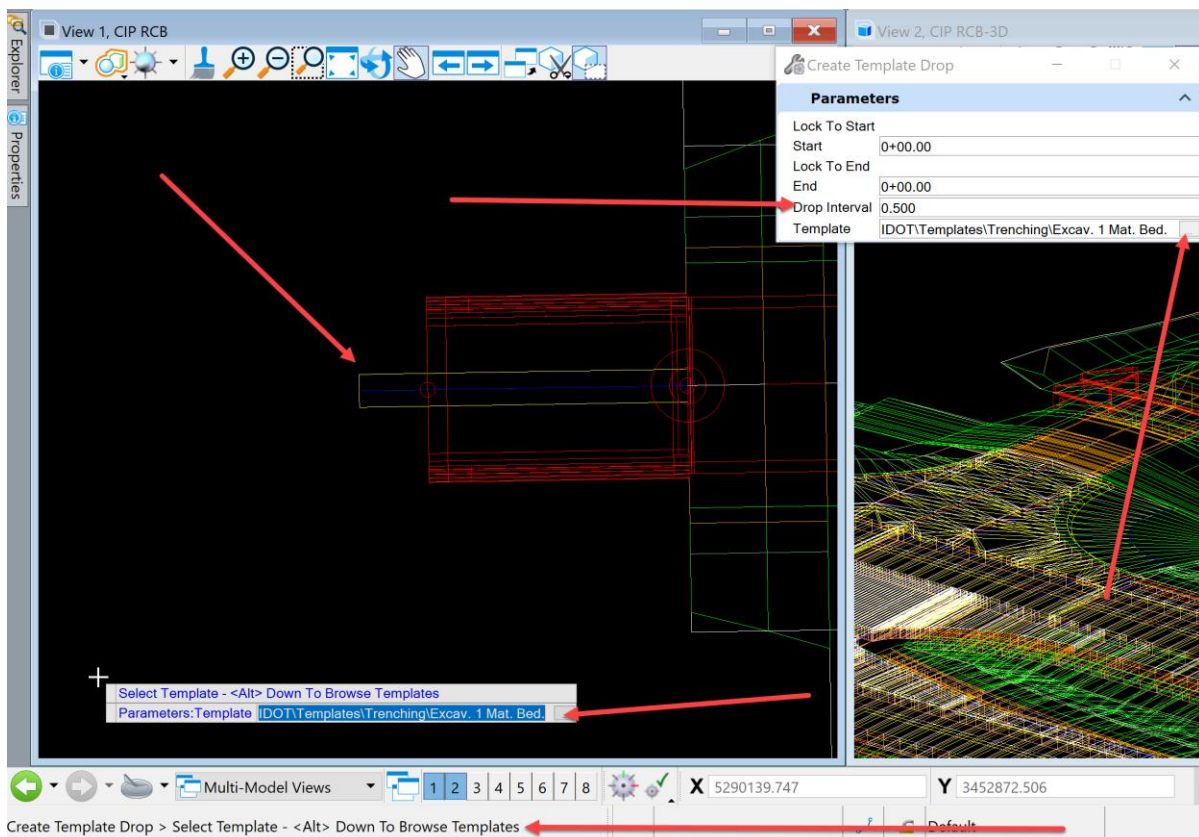 View 1, CIP RCB
View 2, CIP RCB-3D
Explorer
Properties
Create Template Drop
Parameters
Lock To Start
Start 0+00.00
Lock To End
End 0+00.00
Drop Interval 0.500
Template IDOT\Templates\Trenching\Excav. 1 Mat. Bed.
Select Template - <Alt> Down To Browse Templates
Parameters:Template IDOT\Templates\Trenching\Excav. 1 Mat. Bed.
Multi-Model Views 1 2 3 4 5 6 7 8 X 5290139.747 Y 3452872.506
Create Template Drop > Select Template - <Alt> Down To Browse Templates Default